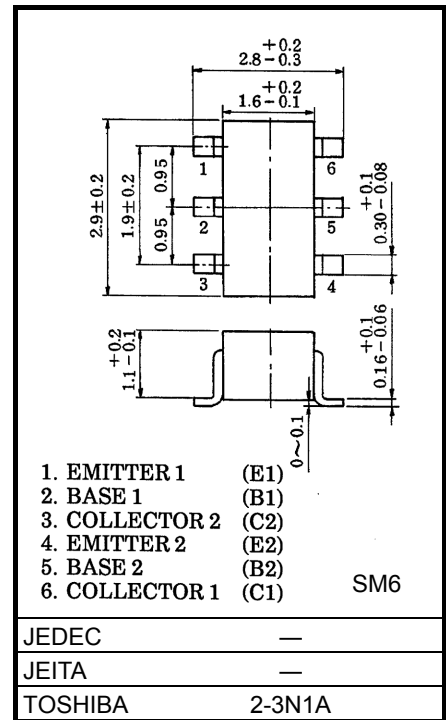 +0.2
2.8－0.3
+0.2
1.6－0.1
2.9±0.2
1.9±0.2
0.95
0.95
1
2
3
6
5
4
+0.1
0.30－0.08
+0.2
1.1－0.1
+0.1
0.16－0.06
0~0.1
1. EMITTER 1 (E1)
2. BASE 1 (B1)
3. COLLECTOR 2 (C2)
4. EMITTER 2 (E2)
5. BASE 2 (B2)
6. COLLECTOR 1 (C1)
SM6
JEDEC ―
JEITA ―
TOSHIBA 2-3N1A